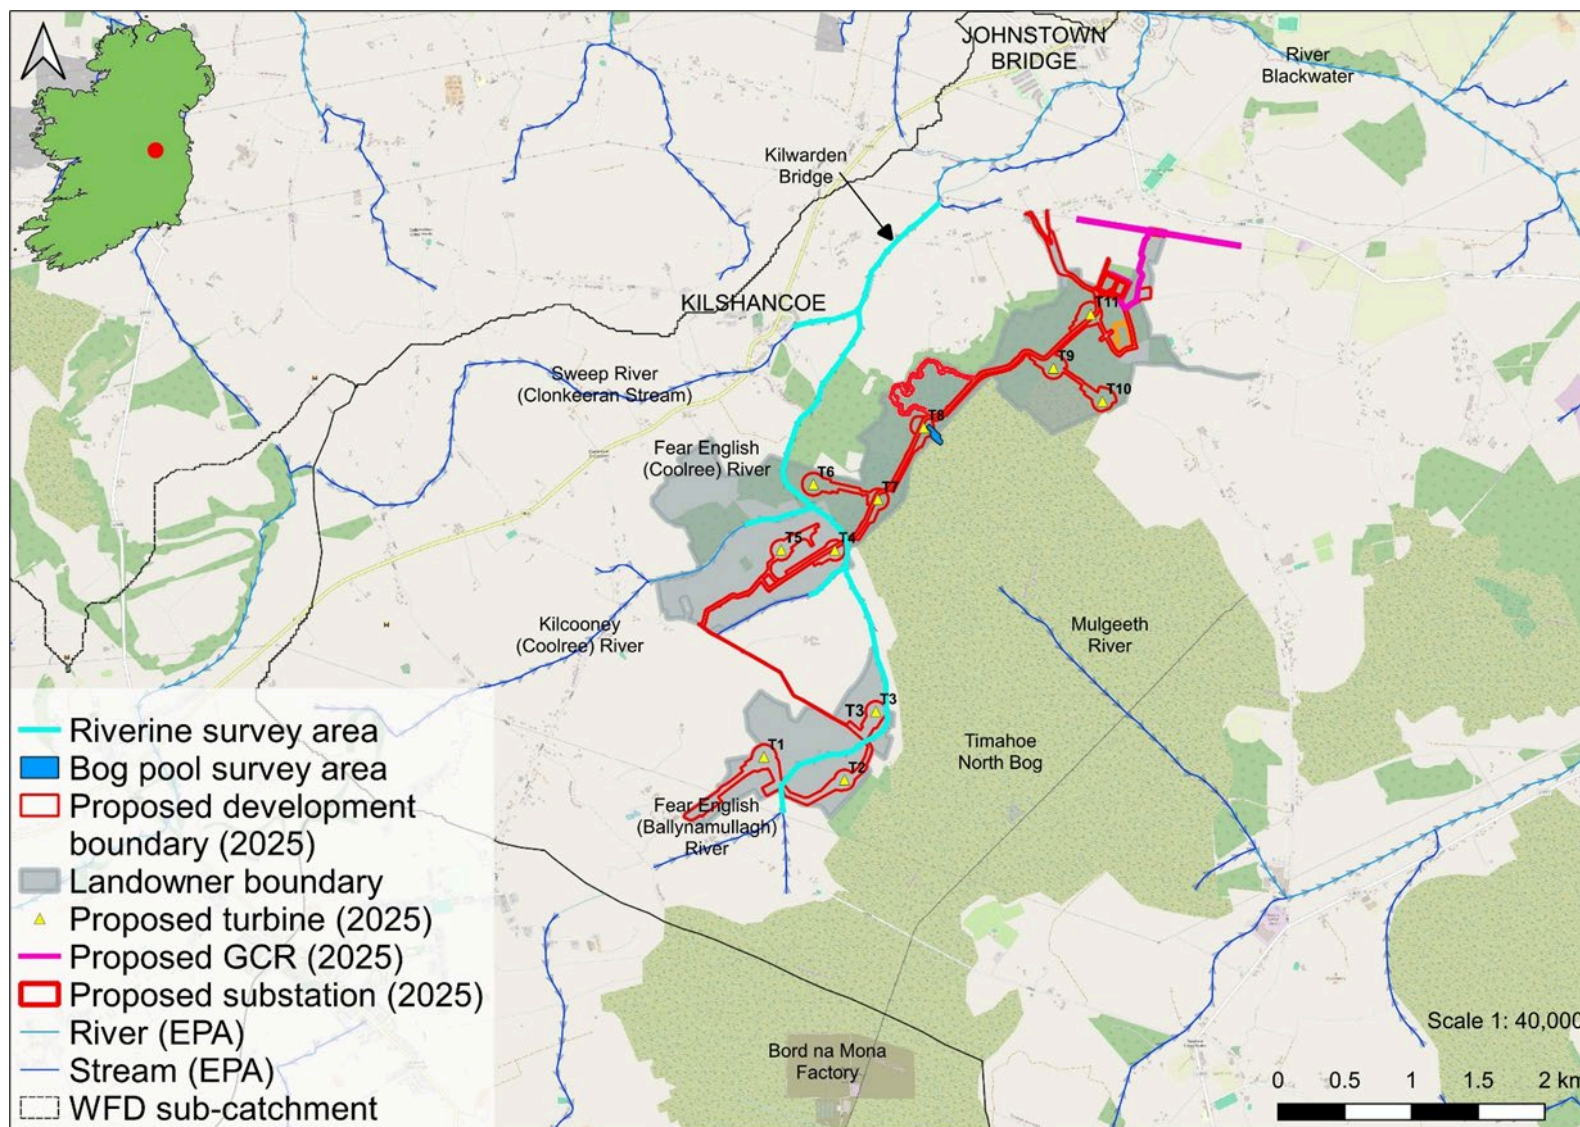 JOHNSTOWN
BRIDGE
River
Blackwater
Kilwarden
Bridge
KILSHANCOE
T11
Sweep River
(Clonkeeran Stream)
T9
T10
T8
Fear English
(Coolree) River
T6
T7
T5
T4
Kilcooney
(Coolree) River
Mulgeeth
River
T3
T3
T1
T2
Timahoe
North Bog
Fear English
(Ballynamullagh)
River
Bord na Mona
Factory
Riverine survey area
Bog pool survey area
Proposed development
boundary (2025)
Landowner boundary
Proposed turbine (2025)
Proposed GCR (2025)
Proposed substation (2025)
River (EPA)
Stream (EPA)
WFD sub-catchment
Scale 1: 40,000
0 0.5 1 1.5 2 km